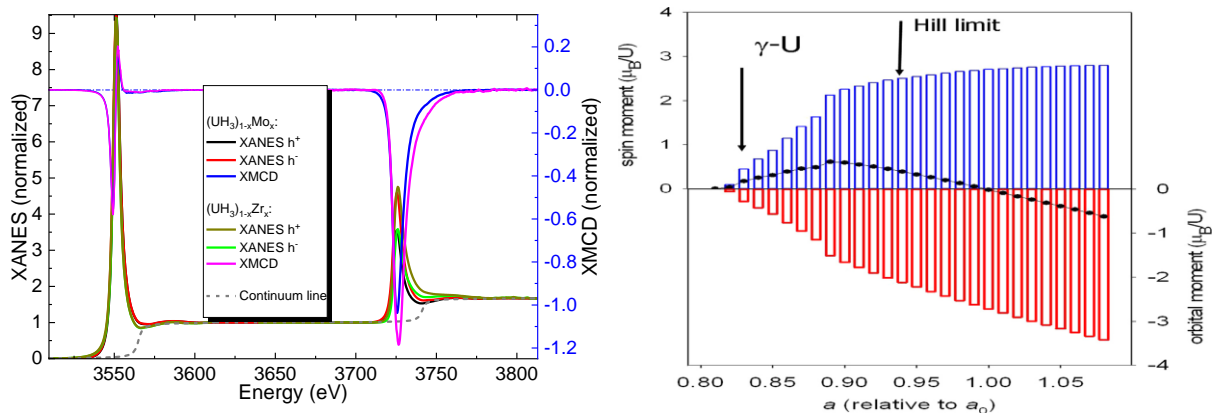 XANES (normalized)
9
8
7
6
5
4
3
2
1
0
(UH3)1-xMox:
XANES h+
XANES h-
XMCD
(UH3)1-xZrx:
XANES h+
XANES h-
XMCD
Continuum line
3550 3600 3650 3700 3750 3800
Energy (eV)
0.2
0.0
-0.2
-0.4
-0.6
-0.8
-1.0
-1.2
XMCD (normalized)
spin moment (μB/U)
4
3
2
1
0
γ-U
Hill limit
0
-1
-2
-3
-4
orbital moment (μB/U)
0.80 0.85 0.90 0.95 1.00 1.05
a (relative to ao)